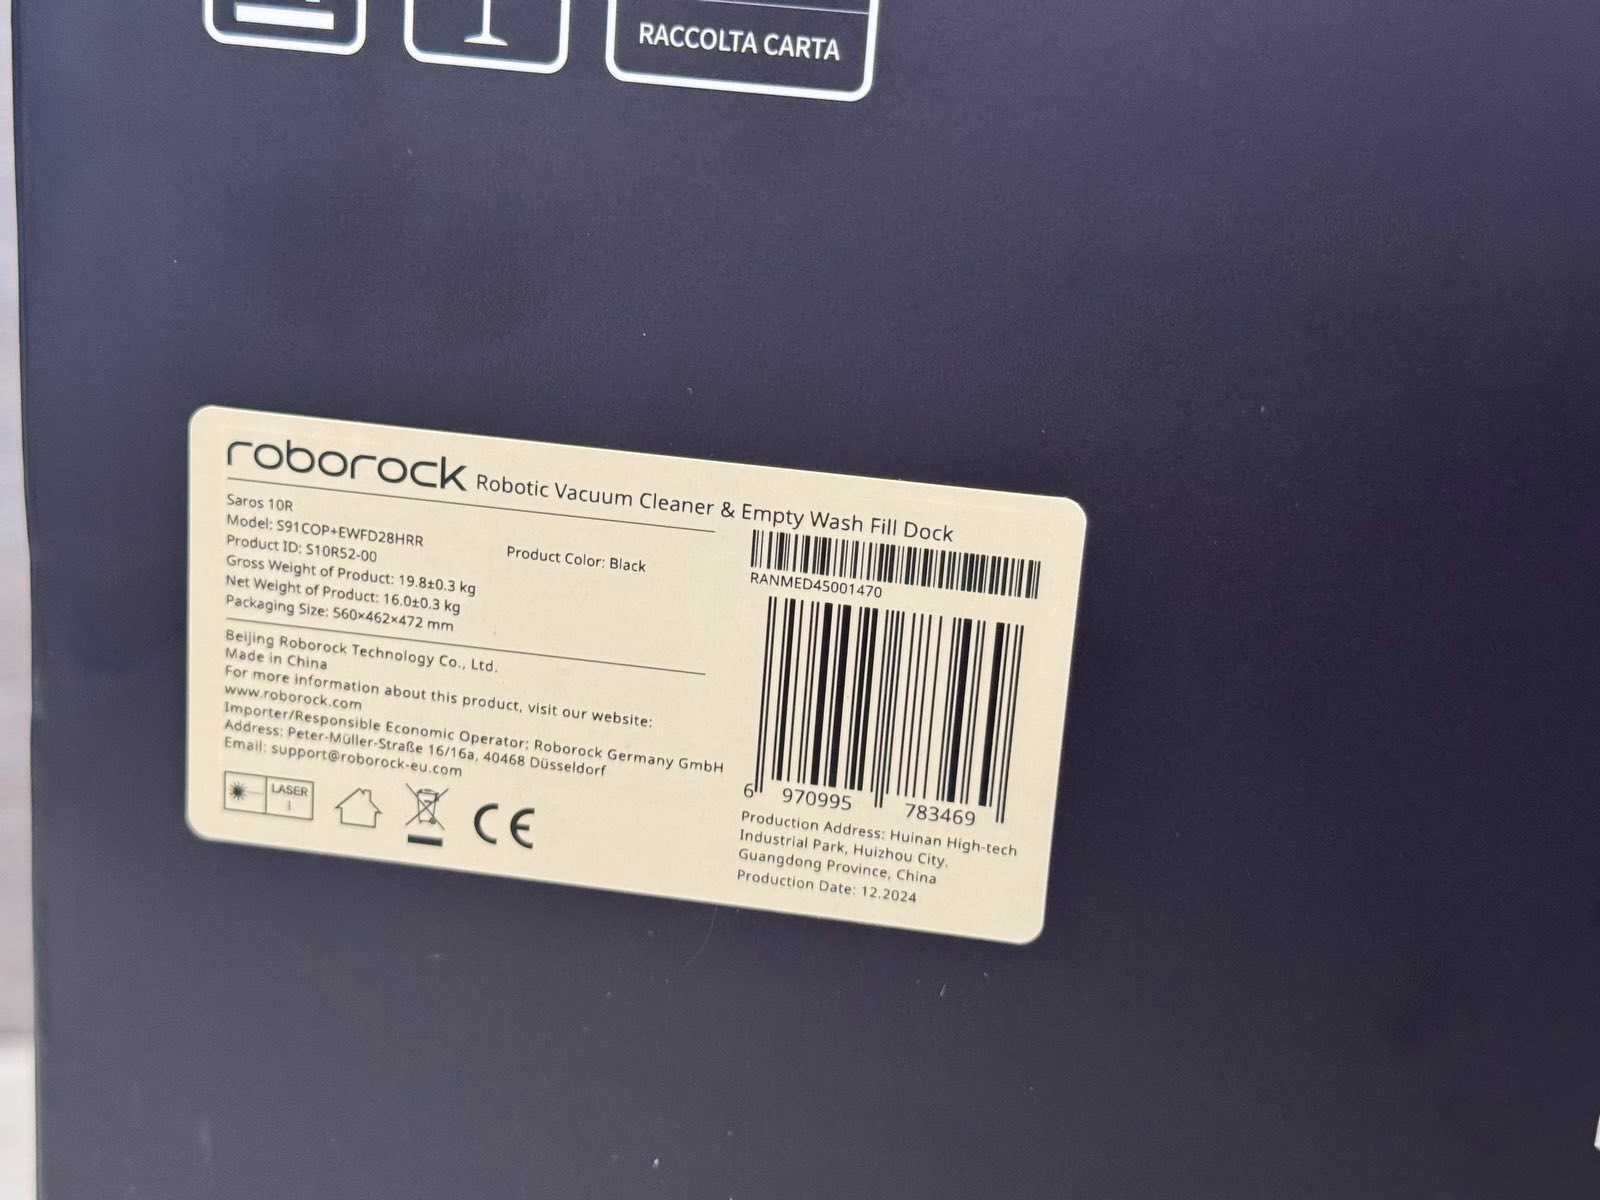 RACCOLTA CARTA
roborock Robotic Vacuum Cleaner & Empty Wash Fill Dock
Saros 10R
Model: S91COP+EWFD28HRR
Product ID: S10R52-00
Product Color: Black
Gross Weight of Product: 19.8±0.3 kg
Net Weight of Product: 16.0±0.3 kg
Packaging Size: 560×462×472 mm
Beijing Roborock Technology Co., Ltd.
Made in China
For more information about this product, visit our website:
www.roborock.com
Importer/Responsible Economic Operator: Roborock Germany GmbH
Address: Peter-Müller-Straße 16/16a, 40468 Düsseldorf
Email: support@roborock-eu.com
LASER
1
CE
RANMED45001470
6 970995 783469
Production Address: Huinan High-tech
Industrial Park, Huizhou City.
Guangdong Province, China
Production Date: 12.2024